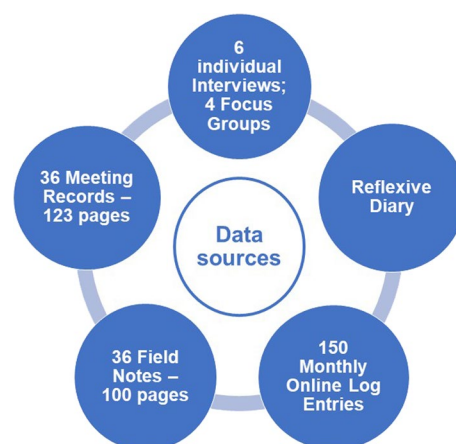 6
individual
Interviews;
4 Focus
Groups
Reflexive
Diary
150
Monthly
Online Log
Entries
36 Field
Notes –
100 pages
36 Meeting
Records –
123 pages
Data
sources